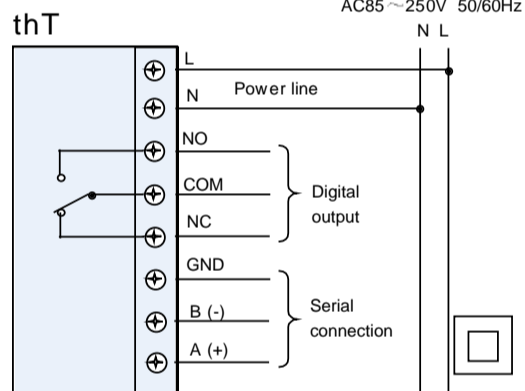 AC85～250V 50/60Hz
thT
N L
L
N
Power line
NO
COM
NC
Digital
output
GND
B (-)
A (+)
Serial
connection